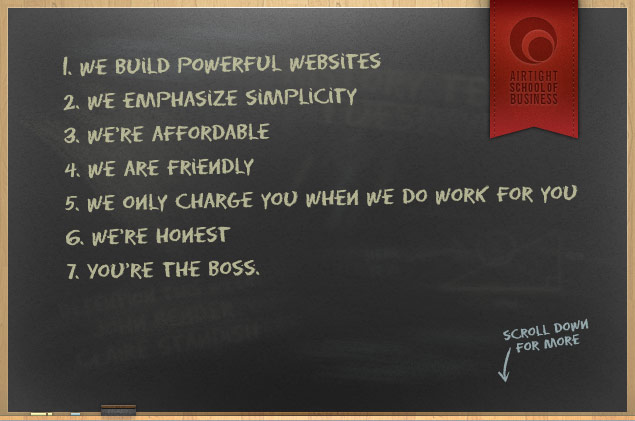 AIRTIGHT
SCHOOL OF
BUSINESS
1. WE BUILD POWERFUL WEBSITES
2. WE EMPHASIZE SIMPLICITY
3. WE'RE AFFORDABLE
4. WE ARE FRIENDLY
5. WE ONLY CHARGE YOU WHEN WE DO WORK FOR YOU
6. WE'RE HONEST
7. YOU'RE THE BOSS.
SCROLL DOWN
FOR MORE